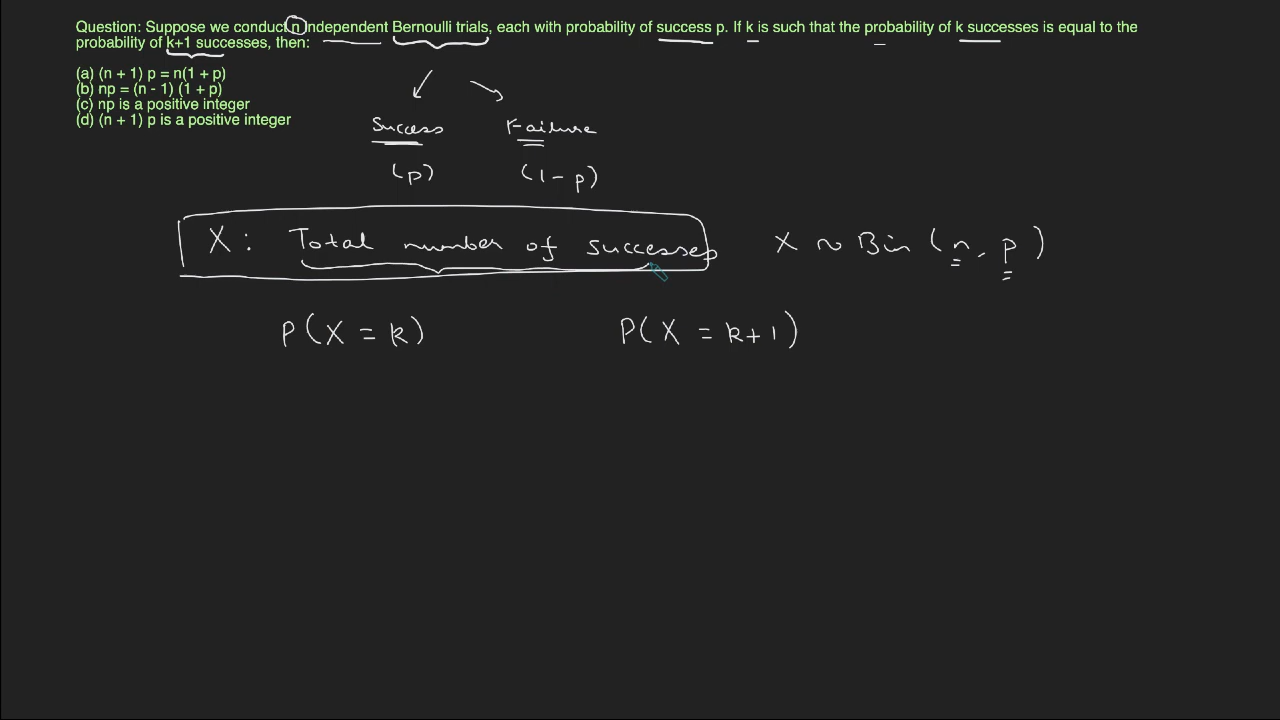 Question: Suppose we conduct n independent Bernoulli trials, each with probability of success p. If k is such that the probability of k successes is equal to the
probability of k+1 successes, then:
(a) (n + 1) p = n(1 + p)
(b) np = (n - 1) (1 + p)
(c) np is a positive integer
(d) (n + 1) p is a positive integer
Success Failure
(p) (1 - p)
X : Total number of successes X ~ Bin (n, p)
P(X = k) P(X = k+1)